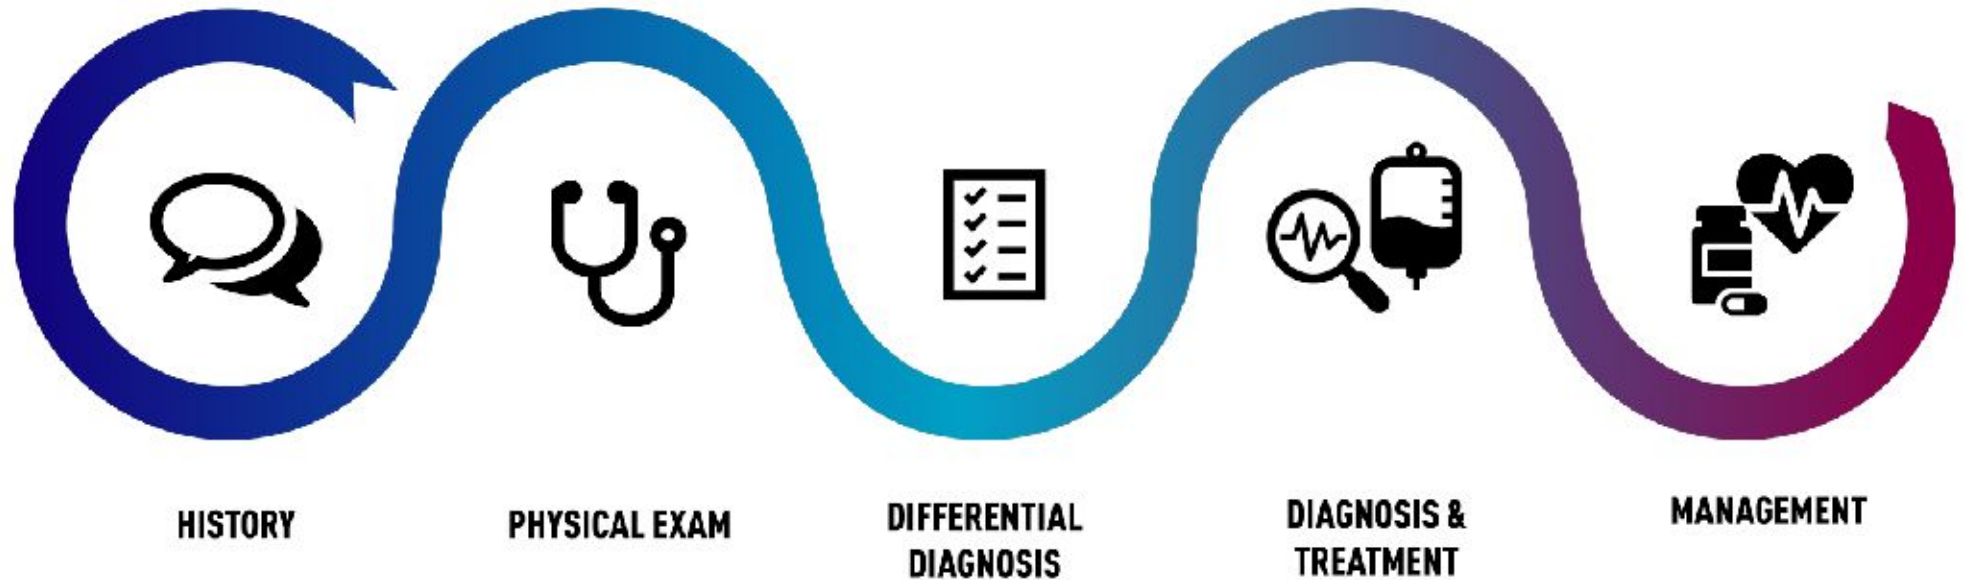 HISTORY
PHYSICAL EXAM
DIFFERENTIAL
DIAGNOSIS
DIAGNOSIS &
TREATMENT
MANAGEMENT